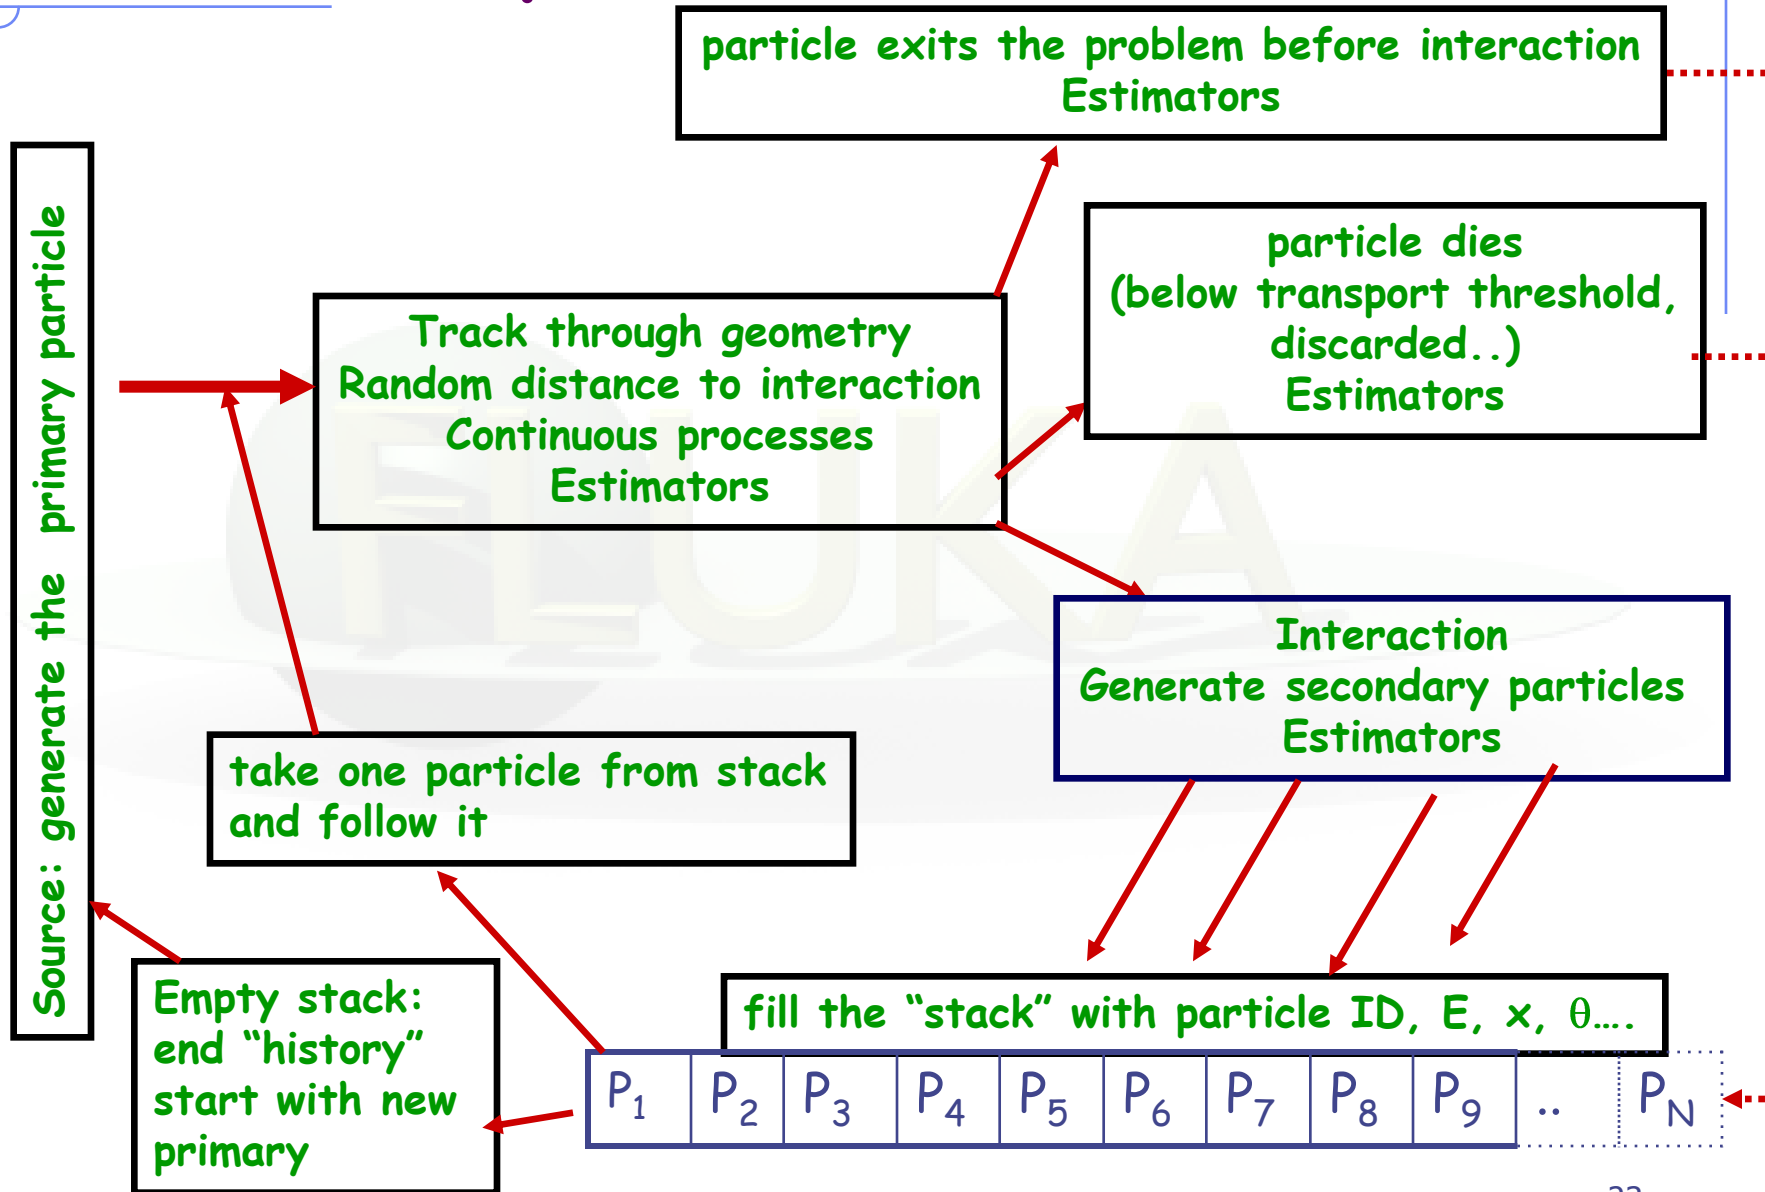 particle exits the problem before interaction
Estimators
Source: generate the primary particle
particle dies
(below transport threshold,
discarded..)
Estimators
Track through geometry
Random distance to interaction
Continuous processes
Estimators
FLUKA
Interaction
Generate secondary particles
Estimators
take one particle from stack
and follow it
Empty stack:
end “history”
start with new
primary
fill the “stack” with particle ID, E, x, θ….
P1 P2 P3 P4 P5 P6 P7 P8 P9 .. PN